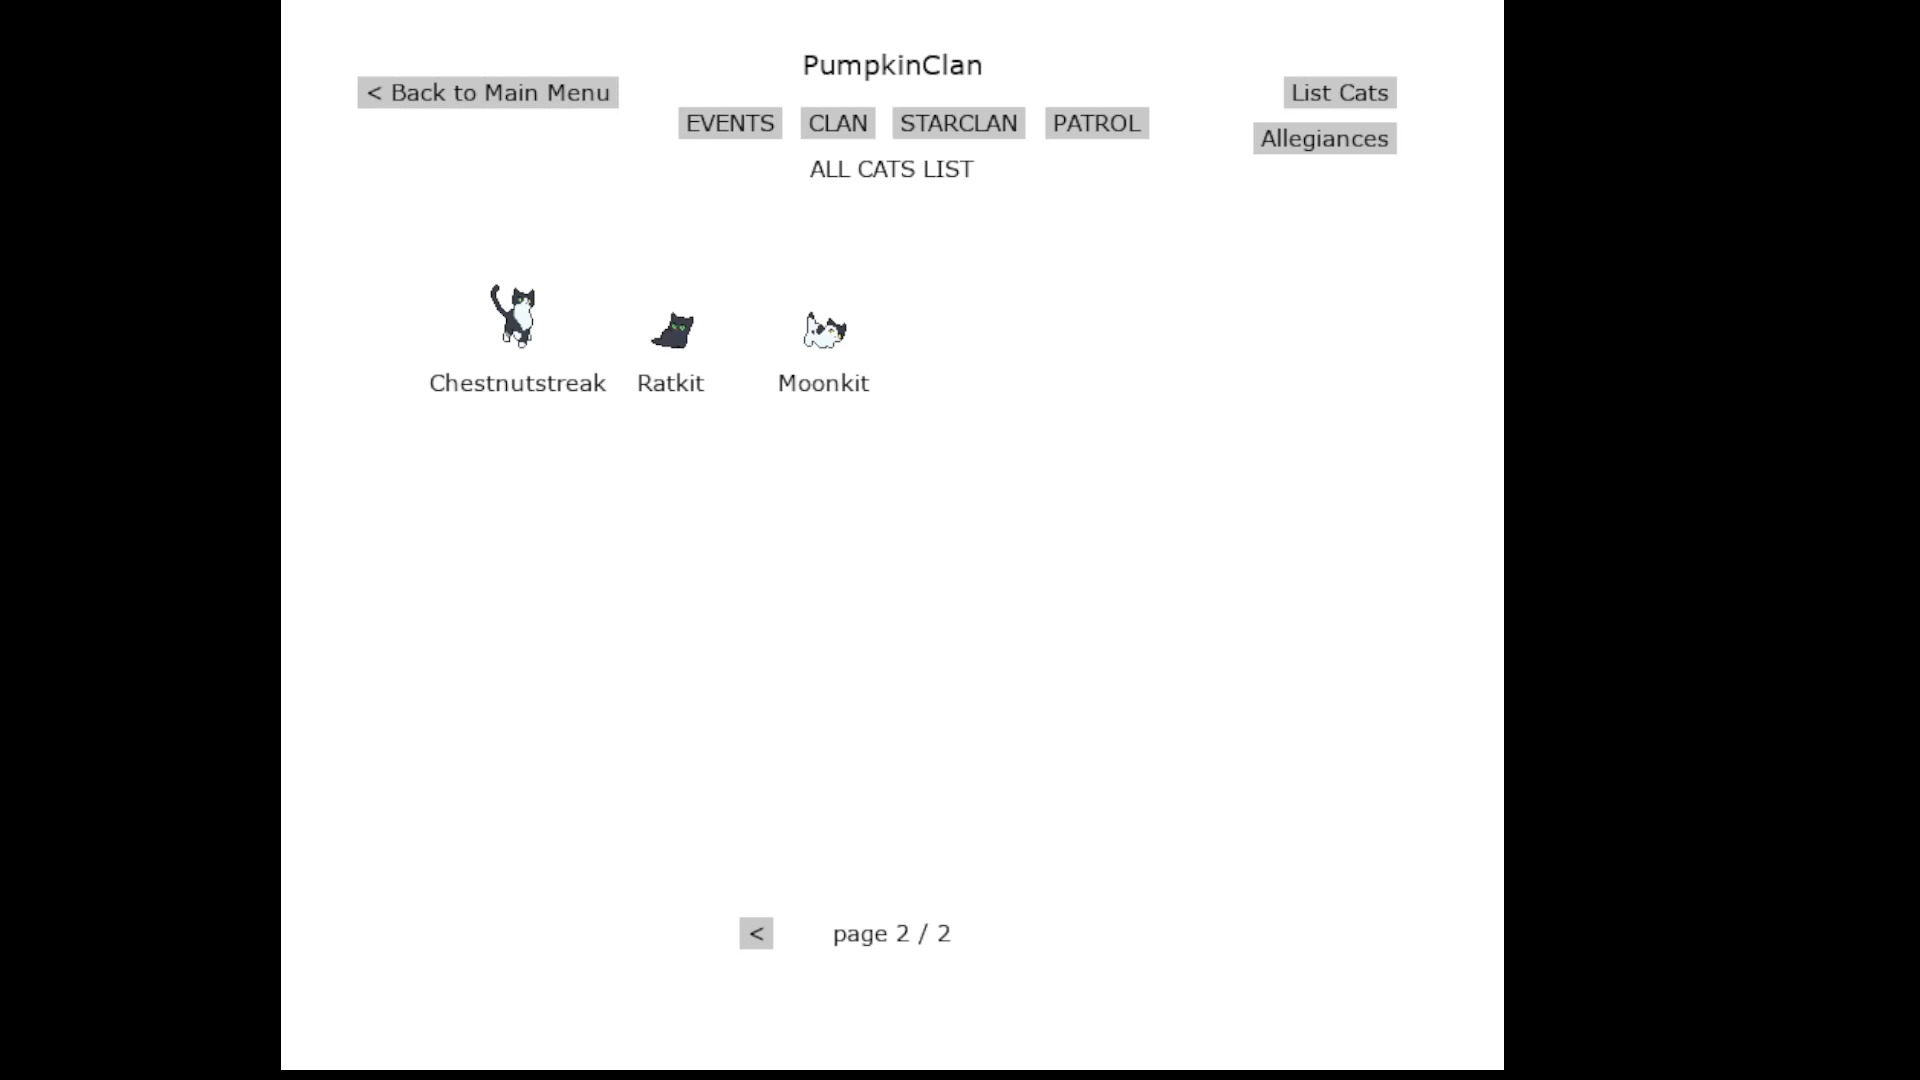 PumpkinClan
< Back to Main Menu
List Cats
EVENTS CLAN STARCLAN PATROL
Allegiances
ALL CATS LIST
Chestnutstreak Ratkit Moonkit
< page 2 / 2